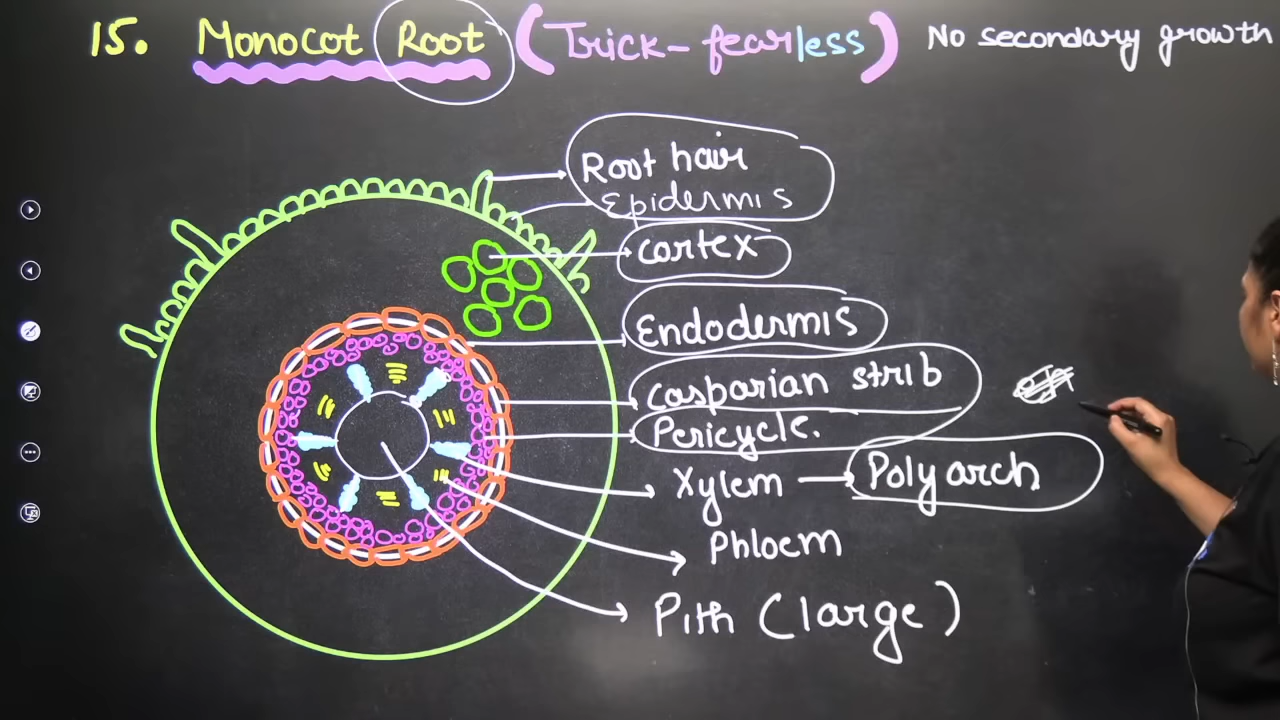 15. Monocot Root (Trick-fearless) No secondary growth
Root hair
Epidermis
cortex
Endodermis
casparian strib
Pericycle.
Xylem → Polyarch
Phloem
Pith (large)